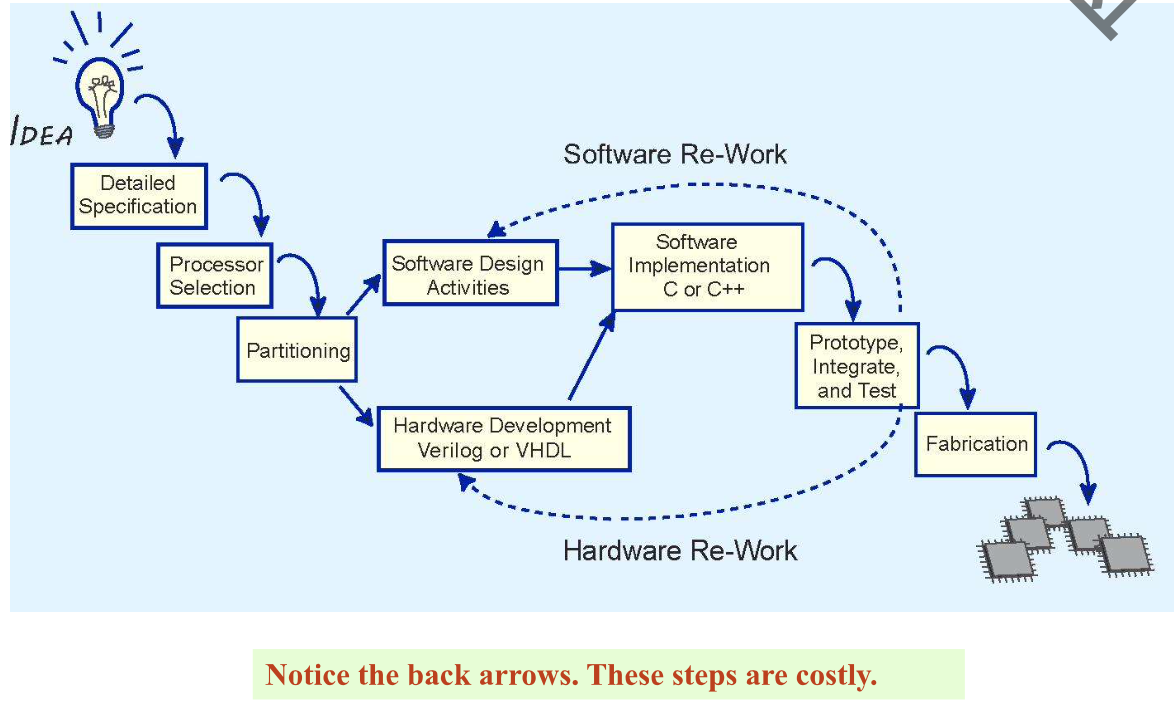 IDEA
Detailed
Specification
Processor
Selection
Partitioning
Software Re-Work
Software Design
Activities
Software
Implementation
C or C++
Hardware Development
Verilog or VHDL
Prototype,
Integrate,
and Test
Fabrication
Hardware Re-Work
Notice the back arrows. These steps are costly.